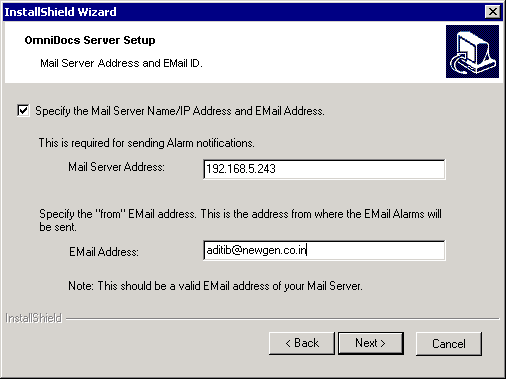 InstallShield Wizard
OmniDocs Server Setup
Mail Server Address and EMail ID.
Specify the Mail Server Name/IP Address and EMail Address.
This is required for sending Alarm notifications.
Mail Server Address: 192.168.5.243
Specify the "from" EMail address. This is the address from where the EMail Alarms will
be sent.
EMail Address: aditib@newgen.co.in
Note: This should be a valid EMail address of your Mail Server.
InstallShield
< Back Next > Cancel